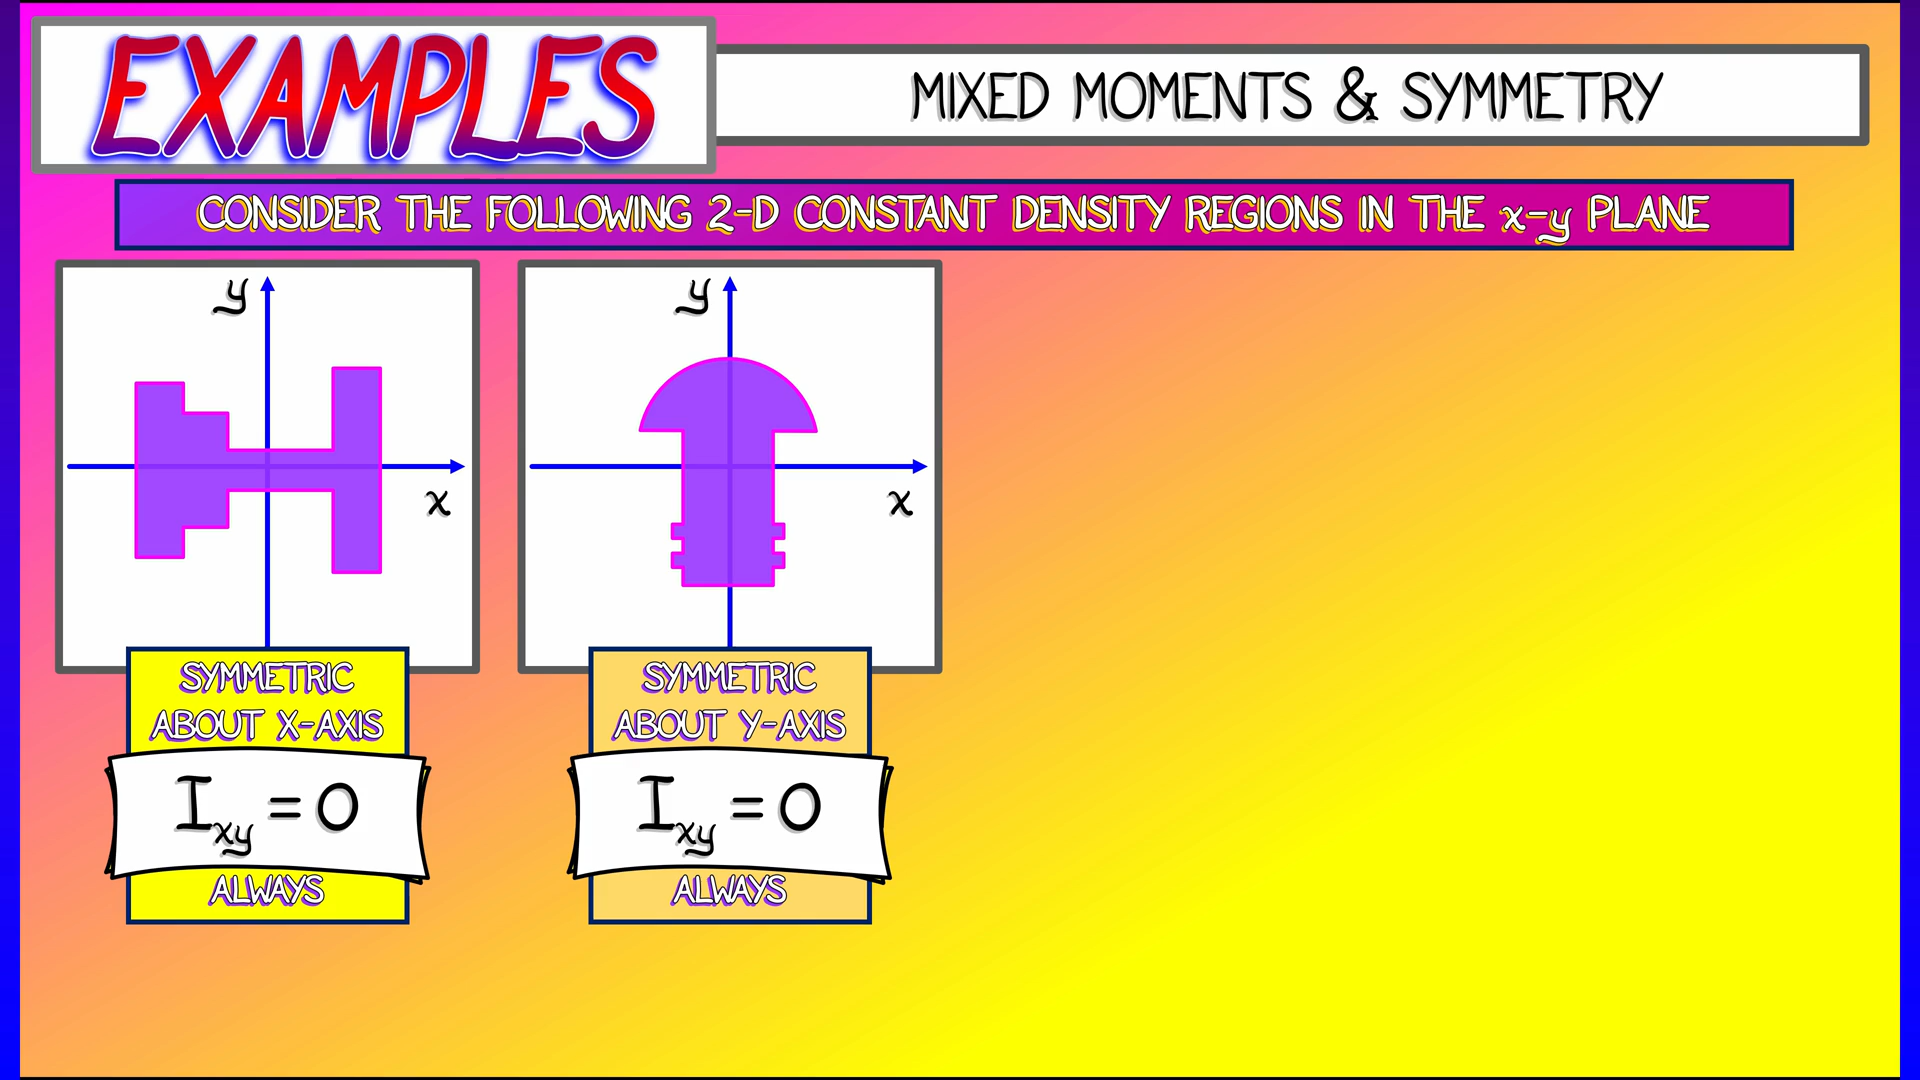 EXAMPLES
MIXED MOMENTS & SYMMETRY
CONSIDER THE FOLLOWING 2-D CONSTANT DENSITY REGIONS IN THE x-y PLANE
y
x
SYMMETRIC
ABOUT X-AXIS
Ixy = 0
ALWAYS
y
x
SYMMETRIC
ABOUT Y-AXIS
Ixy = 0
ALWAYS